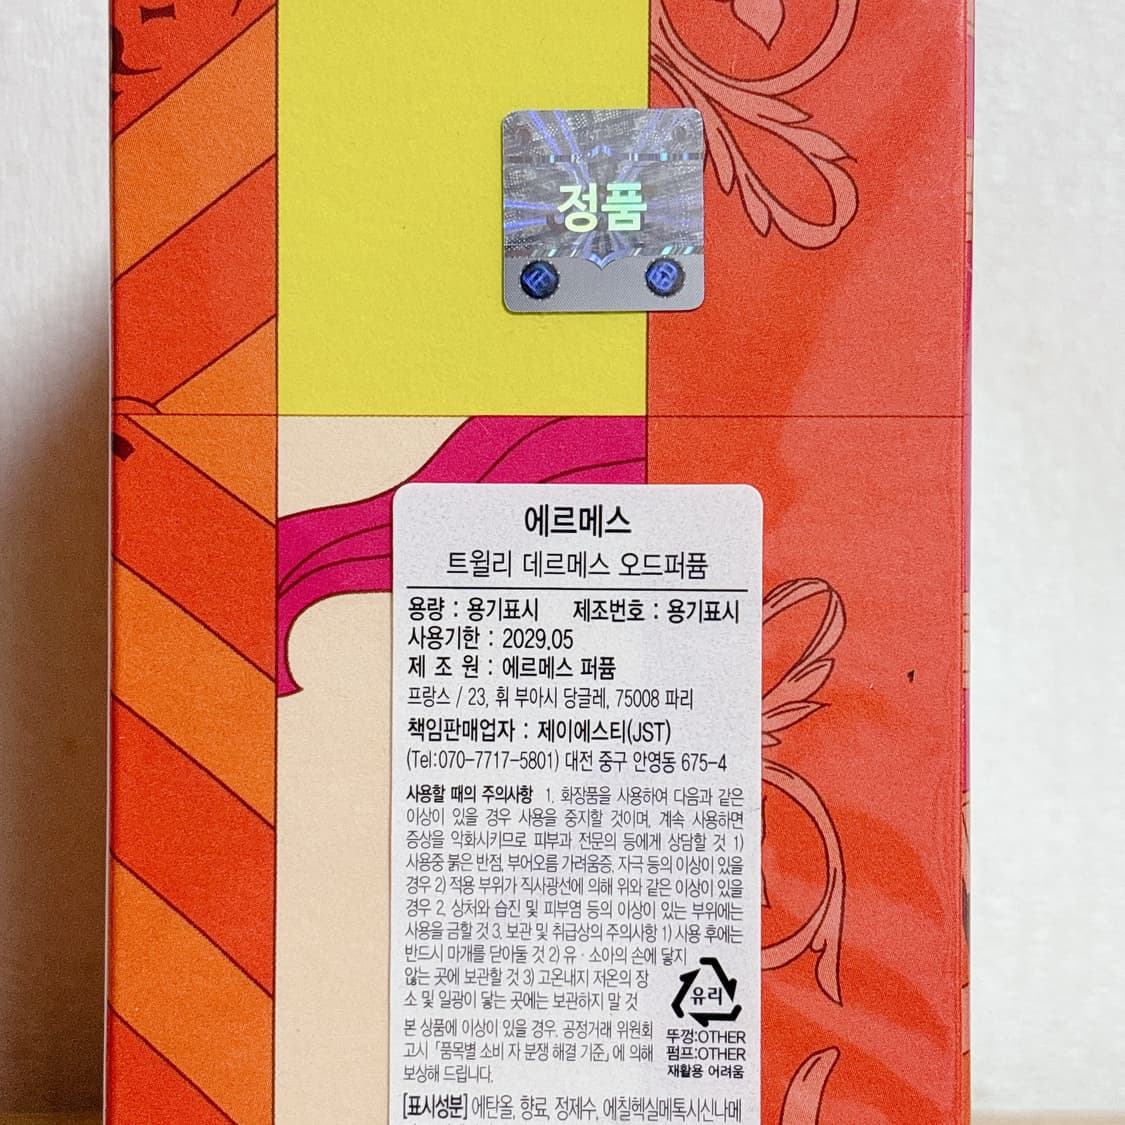 정품
에르메스
트윌리 데르메스 오드퍼퓸
용량 : 용기표시 제조번호 : 용기표시
사용기한 : 2029.05
제 조 원 : 에르메스 퍼퓸
프랑스 / 23, 휘 부아시 당글레, 75008 파리
책임판매업자 : 제이에스티(JST)
(Tel:070-7717-5801) 대전 중구 안영동 675-4
사용할 때의 주의사항 1. 화장품을 사용하여 다음과 같은
이상이 있을 경우 사용을 중지할 것이며, 계속 사용하면
증상을 악화시키므로 피부과 전문의 등에게 상담할 것 1)
사용중 붉은 반점, 부어오름 가려움증, 자극 등의 이상이 있을
경우 2) 적용 부위가 직사광선에 의해 위와 같은 이상이 있을
경우 2. 상처와 습진 및 피부염 등의 이상이 있는 부위에는
사용을 금할 것 3. 보관 및 취급상의 주의사항 1) 사용 후에는
반드시 마개를 닫아둘 것 2) 유 · 소아의 손에 닿지
않는 곳에 보관할 것 3) 고온내지 저온의 장
소 및 일광이 닿는 곳에는 보관하지 말 것
본 상품에 이상이 있을 경우, 공정거래 위원회
고시 「품목별 소비 자 분쟁 해결 기준」에 의해
보상해 드립니다.
유리
뚜껑:OTHER
펌프:OTHER
재활용 어려움
[표시성분] 에탄올, 향료, 정제수, 에칠헥실메톡시신나메